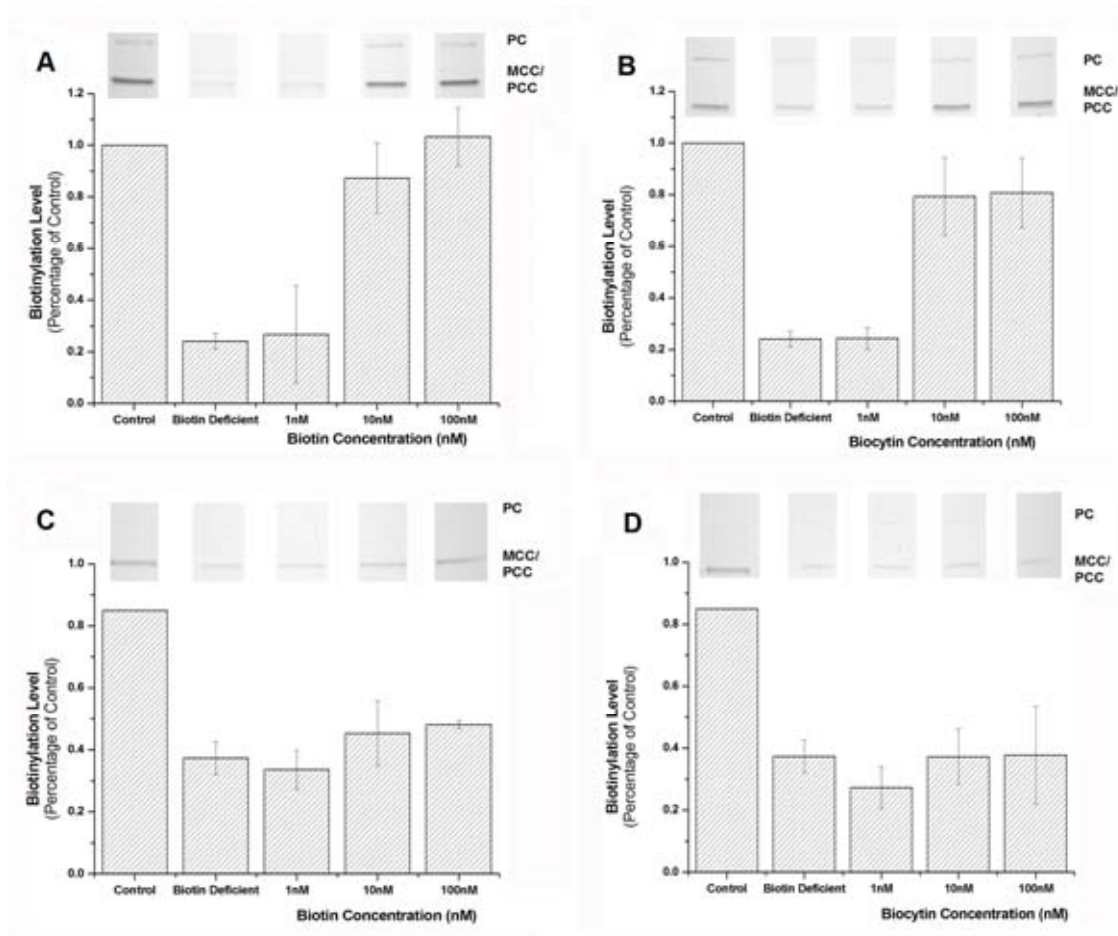 A
PC
MCC/
PCC
1.2
1.0
0.8
0.6
0.4
0.2
0.0
Biotinylation Level
(Percentage of Control)
Control Biotin Deficient 1nM 10nM 100nM
Biotin Concentration (nM)
B
PC
MCC/
PCC
1.2
1.0
0.8
0.6
0.4
0.2
0.0
Biotinylation Level
(Percentage of Control)
Control Biotin Deficient 1nM 10nM 100nM
Biocytin Concentration (nM)
C
PC
MCC/
PCC
1.0
0.8
0.6
0.4
0.2
0.0
Biotinylation Level
(Percentage of Control)
Control Biotin Deficient 1nM 10nM 100nM
Biotin Concentration (nM)
D
PC
MCC/
PCC
1.0
0.8
0.6
0.4
0.2
0.0
Biotinylation Level
(Percentage of Control)
Control Biotin Deficient 1nM 10nM 100nM
Biocytin Concentration (nM)